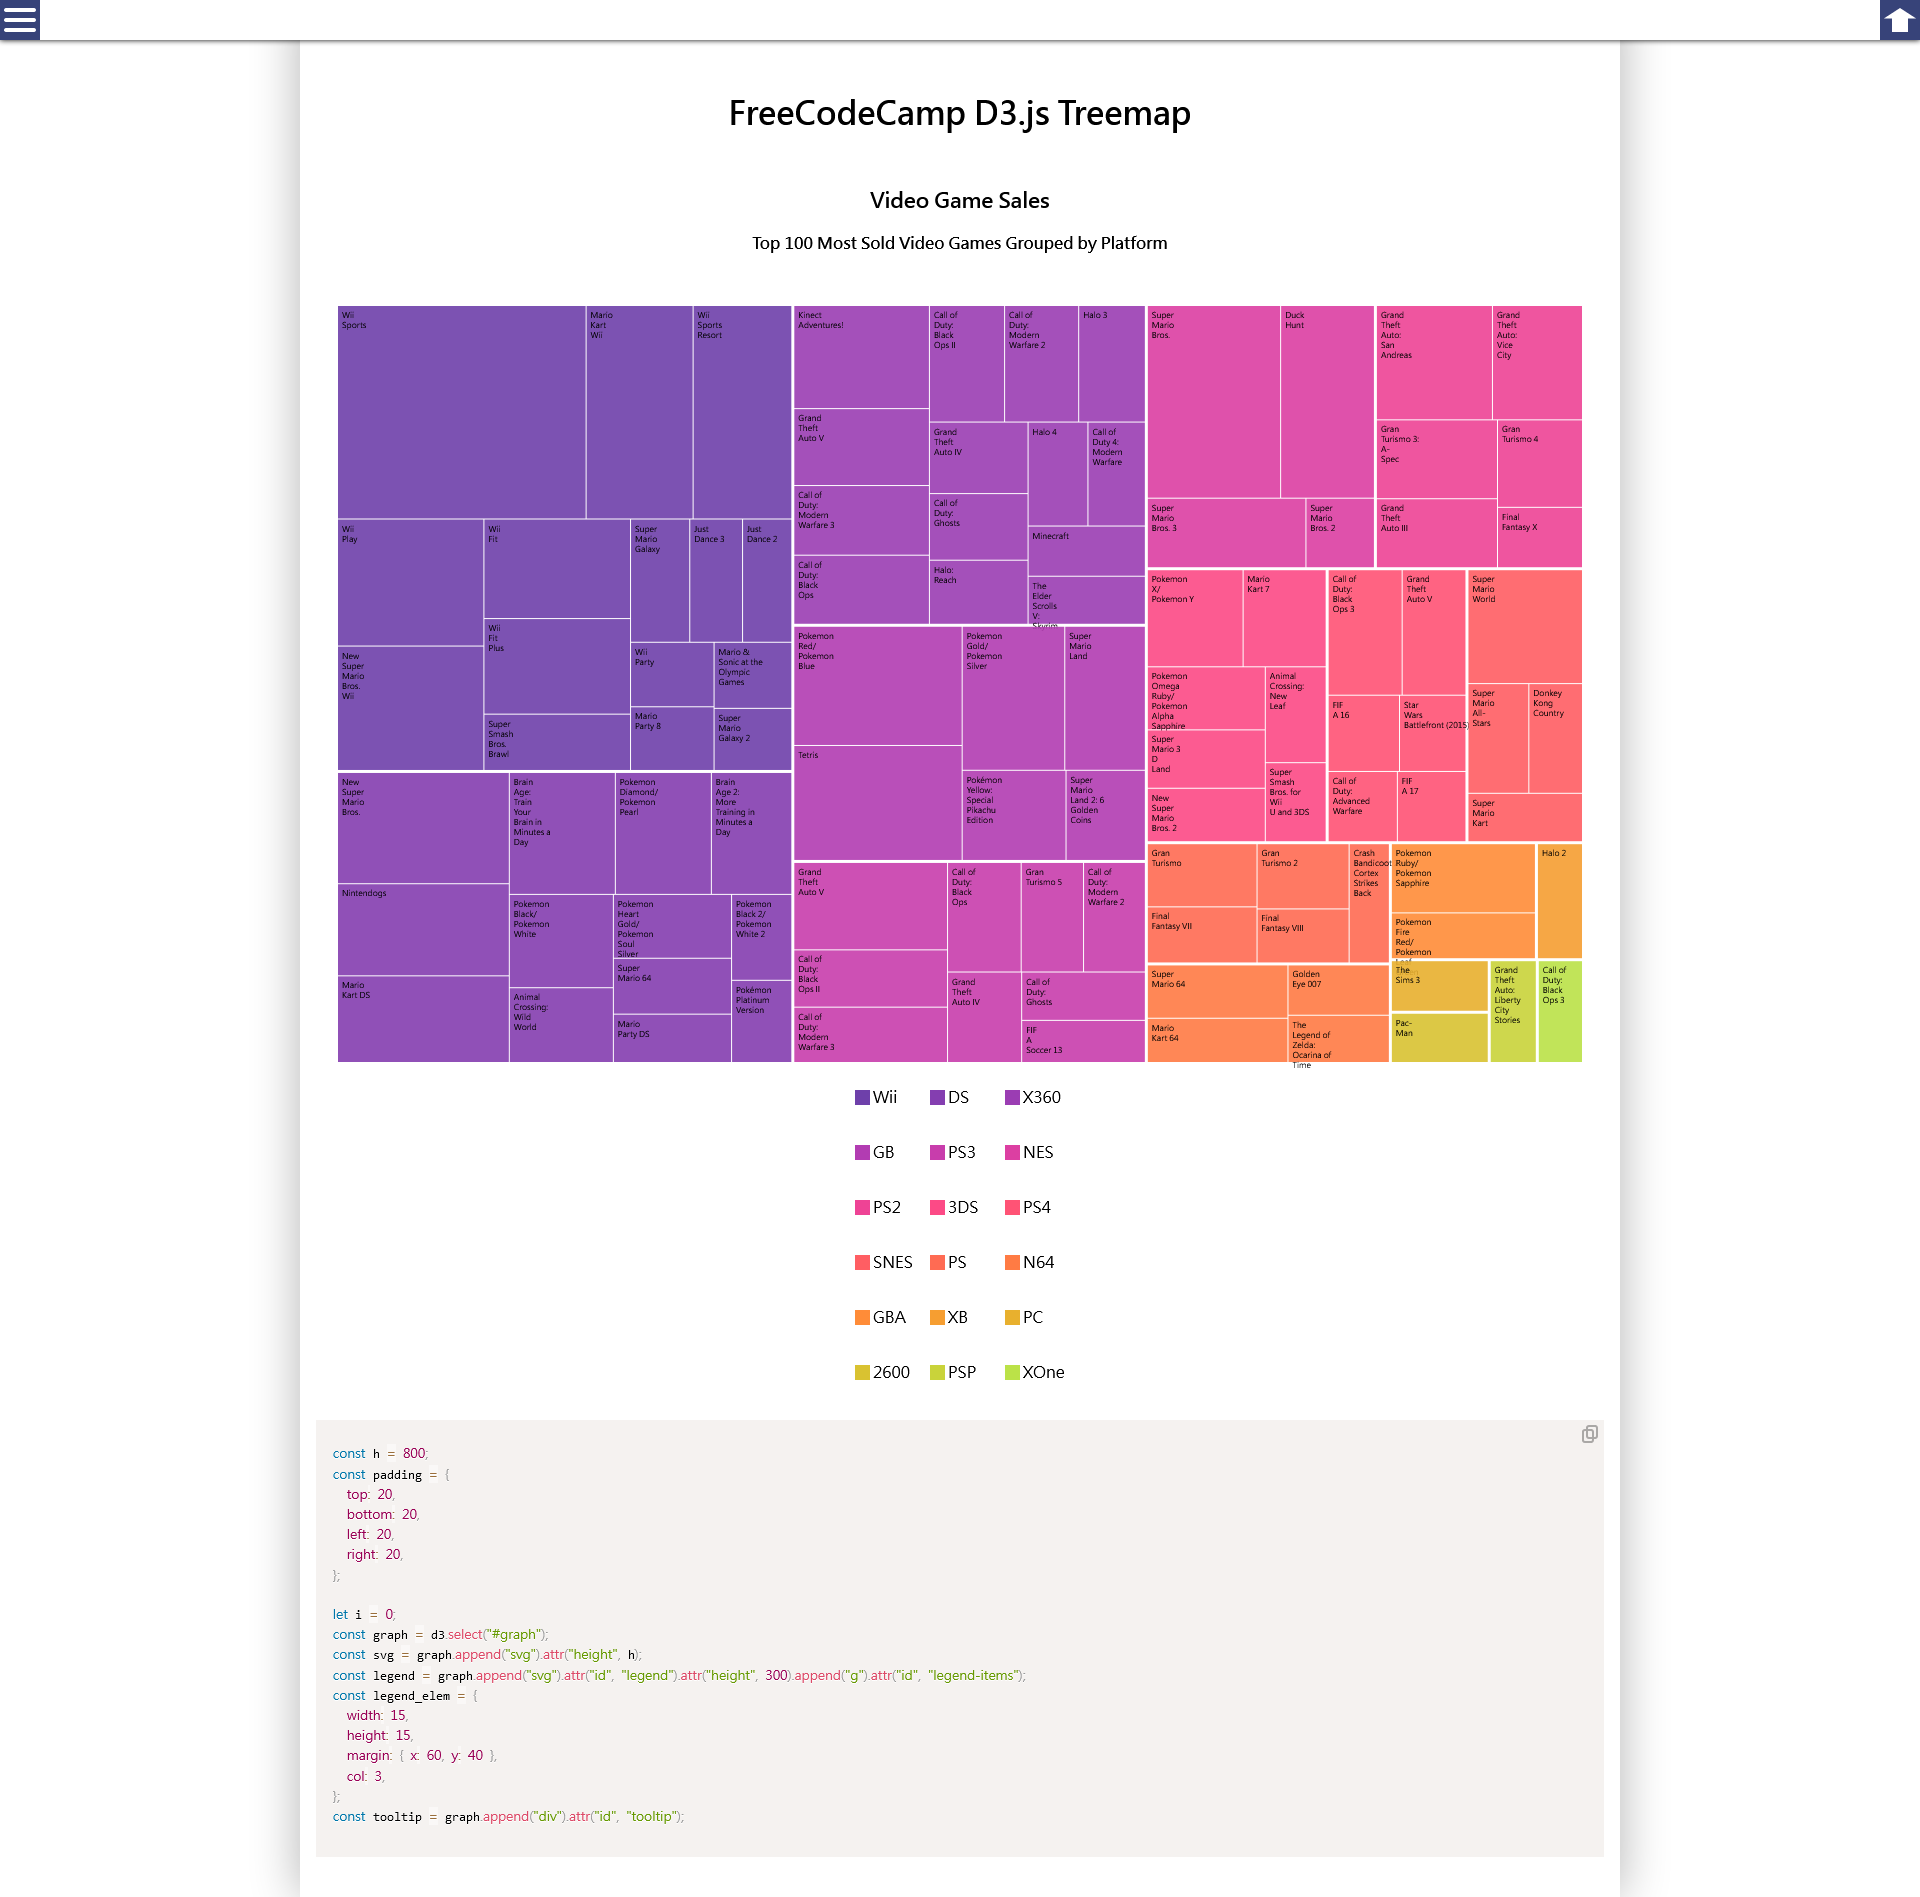 FreeCodeCamp D3.js Treemap
Video Game Sales
Top 100 Most Sold Video Games Grouped by Platform
Wii
Sports
Mario
Kart
Wii
Wii
Sports
Resort
Wii
Play
New
Super
Mario
Bros.
Wii
Wii
Fit
Wii
Fit
Plus
Super
Smash
Bros.
Brawl
Super
Mario
Galaxy
Just
Dance 3
Just
Dance 2
Wii
Party
Mario
Party 8
Mario &
Sonic at the
Olympic
Games
Super
Mario
Galaxy 2
New
Super
Mario
Bros.
Nintendogs
Mario
Kart DS
Brain
Age:
Train
Your
Brain in
Minutes a
Day
Pokemon
Diamond/
Pokemon
Pearl
Brain
Age 2:
More
Training in
Minutes a
Day
Pokemon
Black/
Pokemon
White
Animal
Crossing:
Wild
World
Pokemon
Heart
Gold/
Pokemon
Soul
Silver
Super
Mario 64
Mario
Party DS
Pokemon
Black 2/
Pokemon
White 2
Pokémon
Platinum
Version
Kinect
Adventures!
Grand
Theft
Auto V
Call of
Duty:
Modern
Warfare 3
Call of
Duty:
Black
Ops
Call of
Duty:
Black
Ops II
Call of
Duty:
Modern
Warfare 2
Halo 3
Grand
Theft
Auto IV
Call of
Duty:
Ghosts
Halo:
Reach
Halo 4
Call of
Duty 4:
Modern
Warfare
Minecraft
The
Elder
Scrolls
V:
Skyrim
Pokemon
Red/
Pokemon
Blue
Tetris
Pokemon
Gold/
Pokemon
Silver
Super
Mario
Land
Pokémon
Yellow:
Special
Pikachu
Edition
Super
Mario
Land 2: 6
Golden
Coins
Grand
Theft
Auto V
Call of
Duty:
Black
Ops II
Call of
Duty:
Modern
Warfare 3
Call of
Duty:
Black
Ops
Gran
Turismo 5
Call of
Duty:
Modern
Warfare 2
Grand
Theft
Auto IV
Call of
Duty:
Ghosts
FIF
A
Soccer 13
Super
Mario
Bros.
Duck
Hunt
Super
Mario
Bros. 3
Super
Mario
Bros. 2
Grand
Theft
Auto:
San
Andreas
Grand
Theft
Auto:
Vice
City
Gran
Turismo 3:
A-
Spec
Grand
Theft
Auto III
Gran
Turismo 4
Final
Fantasy X
Pokemon
X/
Pokemon Y
Mario
Kart 7
Pokemon
Omega
Ruby/
Pokemon
Alpha
Sapphire
Super
Mario 3
D
Land
New
Super
Mario
Bros. 2
Animal
Crossing:
New
Leaf
Super
Smash
Bros. for
Wii
U and 3DS
Call of
Duty:
Black
Ops 3
Grand
Theft
Auto V
FIF
A 16
Star
Wars
Battlefront (2015)
Call of
Duty:
Advanced
Warfare
FIF
A 17
Super
Mario
World
Super
Mario
All-
Stars
Donkey
Kong
Country
Super
Mario
Kart
Gran
Turismo
Final
Fantasy VII
Gran
Turismo 2
Final
Fantasy VIII
Crash
Bandicoot
Cortex
Strikes
Back
Super
Mario 64
Mario
Kart 64
Golden
Eye 007
The
Legend of
Zelda:
Ocarina of
Time
Pokemon
Ruby/
Pokemon
Sapphire
Pokemon
Fire
Red/
Pokemon
Halo 2
The
Sims 3
Pac-
Man
Grand
Theft
Auto:
Liberty
City
Stories
Call of
Duty:
Black
Ops 3
Wii DS X360
GB PS3 NES
PS2 3DS PS4
SNES PS N64
GBA XB PC
2600 PSP XOne
const h = 800;
const padding = {
  top: 20,
  bottom: 20,
  left: 20,
  right: 20,
};
let i = 0;
const graph = d3.select("#graph");
const svg = graph.append("svg").attr("height", h);
const legend = graph.append("svg").attr("id", "legend").attr("height", 300).append("g").attr("id", "legend-items");
const legend_elem = {
  width: 15,
  height: 15,
  margin: { x: 60, y: 40 },
  col: 3,
};
const tooltip = graph.append("div").attr("id", "tooltip");